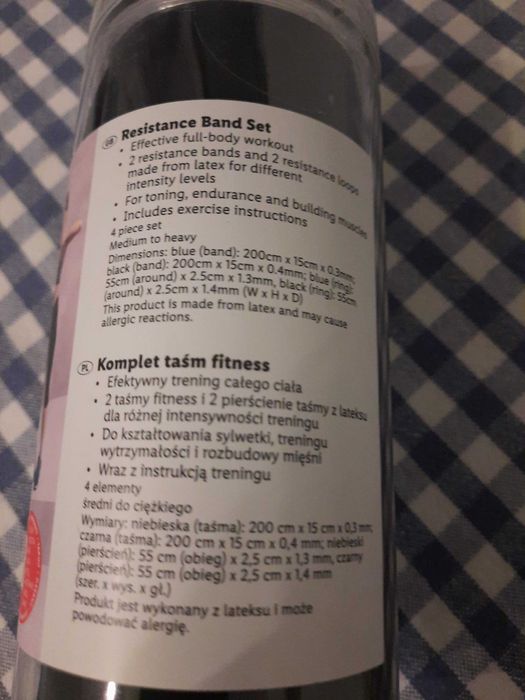 GB Resistance Band Set
• Effective full-body workout
• 2 resistance bands and 2 resistance loops
made from latex for different
intensity levels
• For toning, endurance and building muscles
• Includes exercise instructions
4 piece set
Medium to heavy
Dimensions: blue (band): 200cm x 15cm x 0.3mm;
black (band): 200cm x 15cm x 0.4mm; blue (ring):
55cm (around) x 2.5cm x 1.3mm, black (ring): 55cm
(around) x 2.5cm x 1.4mm (W x H x D)
This product is made from latex and may cause
allergic reactions.
PL Komplet taśm fitness
• Efektywny trening całego ciała
• 2 taśmy fitness i 2 pierścienie taśmy z lateksu
dla różnej intensywności treningu
• Do kształtowania sylwetki, treningu
wytrzymałości i rozbudowy mięśni
• Wraz z instrukcją treningu
4 elementy
średni do ciężkiego
Wymiary: niebieska (taśma): 200 cm x 15 cm x 0,3 mm;
czarna (taśma): 200 cm x 15 cm x 0,4 mm; niebieski
(pierścień): 55 cm (obieg) x 2,5 cm x 1,3 mm, czarny
(pierścień): 55 cm (obieg) x 2,5 cm x 1,4 mm
(szer. x wys. x gł.)
Produkt jest wykonany z lateksu i może
powodować alergię.